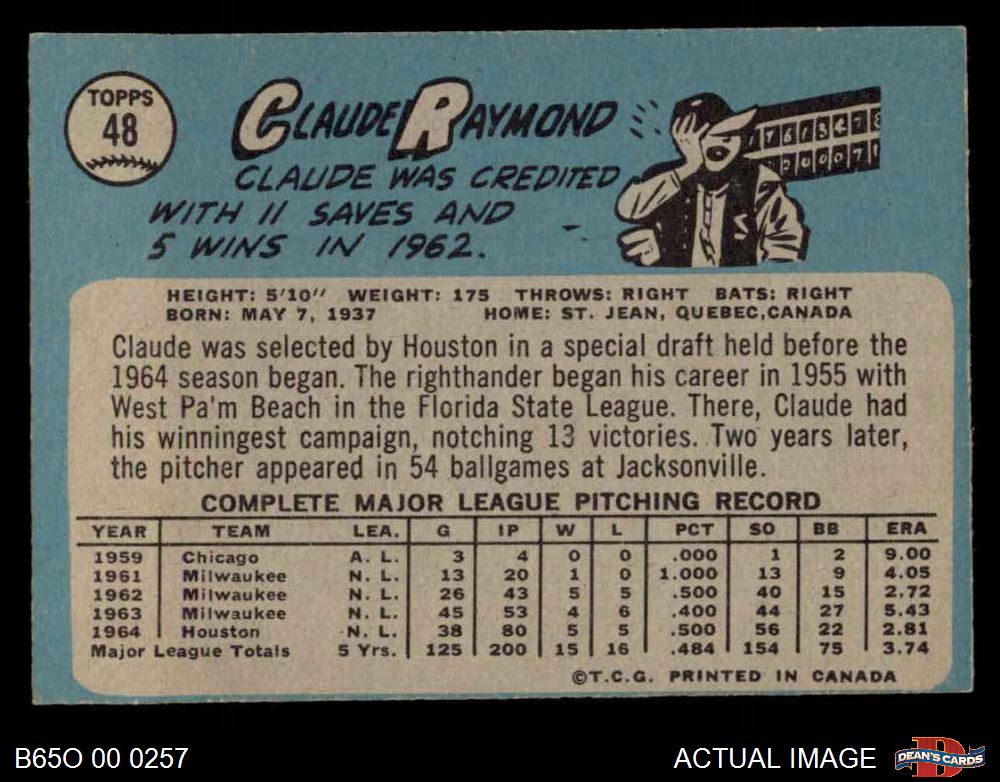 TOPPS
48
CLAUDE RAYMOND
CLAUDE WAS CREDITED
WITH 11 SAVES AND
5 WINS IN 1962.
HEIGHT: 5'10" WEIGHT: 175 THROWS: RIGHT BATS: RIGHT
BORN: MAY 7, 1937 HOME: ST. JEAN, QUEBEC,CANADA
Claude was selected by Houston in a special draft held before the
1964 season began. The righthander began his career in 1955 with
West Pa'm Beach in the Florida State League. There, Claude had
his winningest campaign, notching 13 victories. Two years later,
the pitcher appeared in 54 ballgames at Jacksonville.
COMPLETE MAJOR LEAGUE PITCHING RECORD
YEAR TEAM LEA. G IP W L PCT SO BB ERA
1959 Chicago A. L. 3 4 0 0 .000 1 2 9.00
1961 Milwaukee N. L. 13 20 1 0 1.000 13 9 4.05
1962 Milwaukee N. L. 26 43 5 5 .500 40 15 2.72
1963 Milwaukee N. L. 45 53 4 6 .400 44 27 5.43
1964 Houston N. L. 38 80 5 5 .500 56 22 2.81
Major League Totals 5 Yrs. 125 200 15 16 .484 154 75 3.74
©T.C.G. PRINTED IN CANADA
B65O 00 0257
ACTUAL IMAGE
DEAN'S CARDS